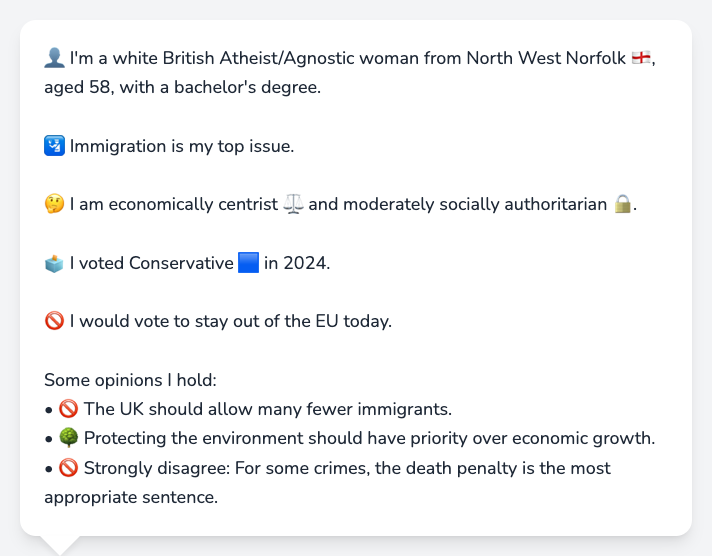 👤 I'm a white British Atheist/Agnostic woman from North West Norfolk 🏴󠁧󠁢󠁥󠁮󠁧󠁿,
aged 58, with a bachelor's degree.
🛂 Immigration is my top issue.
🤔 I am economically centrist ⚖️ and moderately socially authoritarian 🔒.
🗳️ I voted Conservative 🟦 in 2024.
🚫 I would vote to stay out of the EU today.
Some opinions I hold:
• 🚫 The UK should allow many fewer immigrants.
• 🌳 Protecting the environment should have priority over economic growth.
• 🚫 Strongly disagree: For some crimes, the death penalty is the most
appropriate sentence.